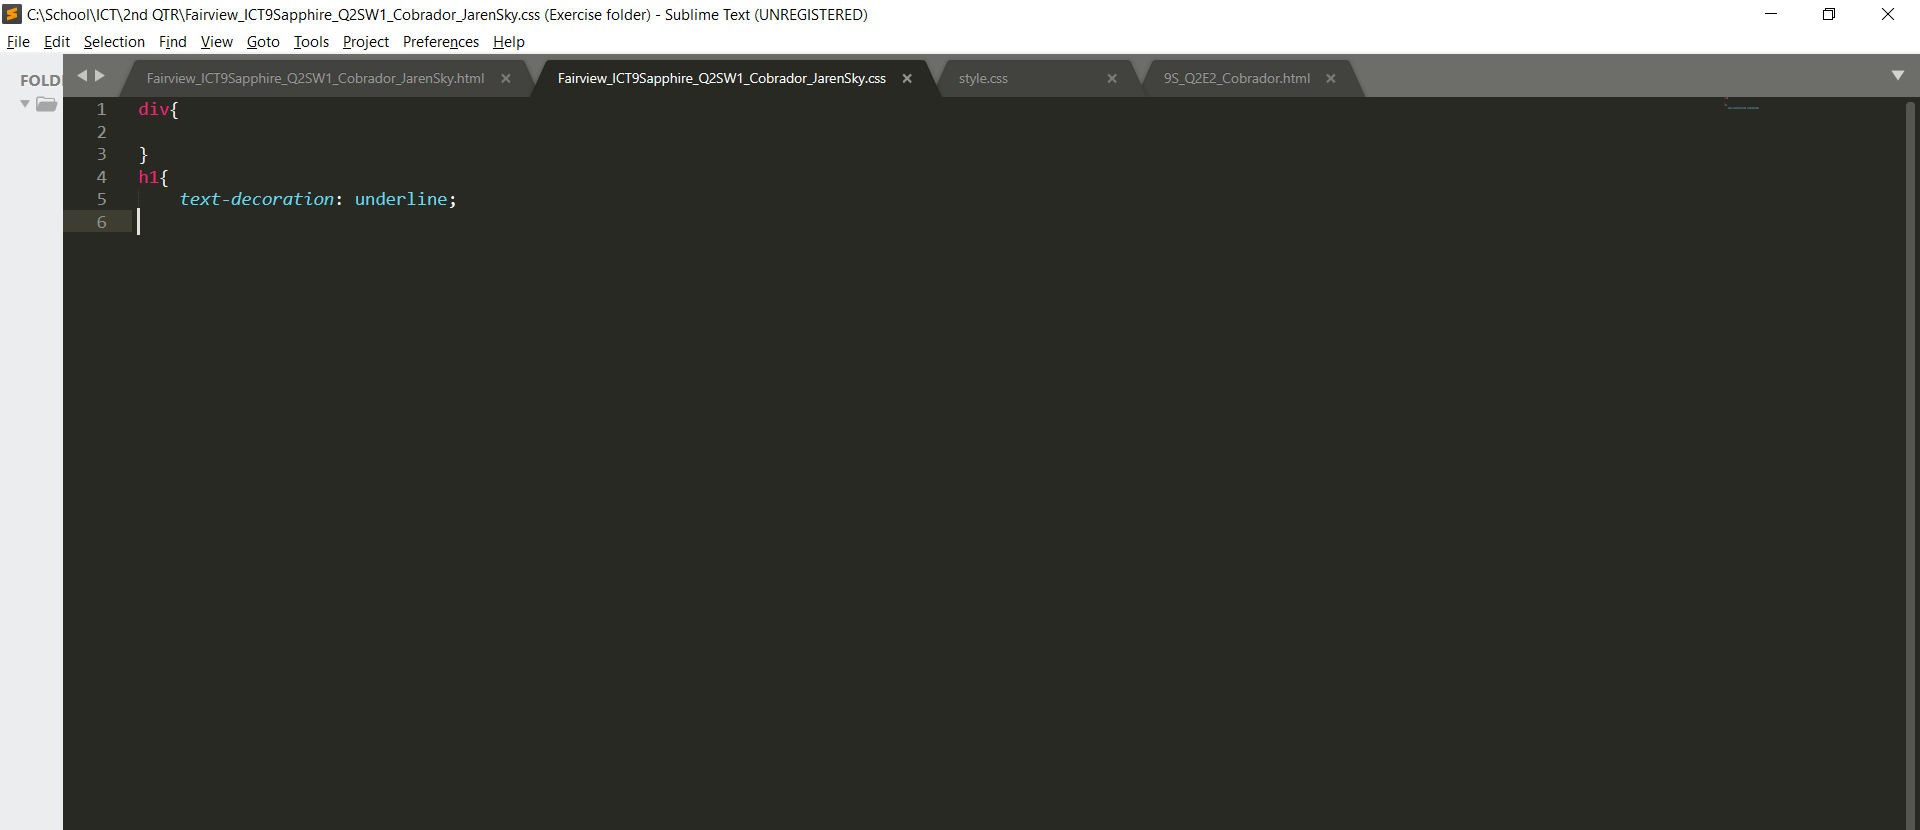 C:\School\ICT\2nd QTR\Fairview_ICT9Sapphire_Q2SW1_Cobrador_JarenSky.css (Exercise folder) - Sublime Text (UNREGISTERED)
File Edit Selection Find View Goto Tools Project Preferences Help
FOLD
Fairview_ICT9Sapphire_Q2SW1_Cobrador_JarenSky.html × Fairview_ICT9Sapphire_Q2SW1_Cobrador_JarenSky.css × style.css × 9S_Q2E2_Cobrador.html ×
1 div{
2
3 }
4 h1{
5 text-decoration: underline;
6